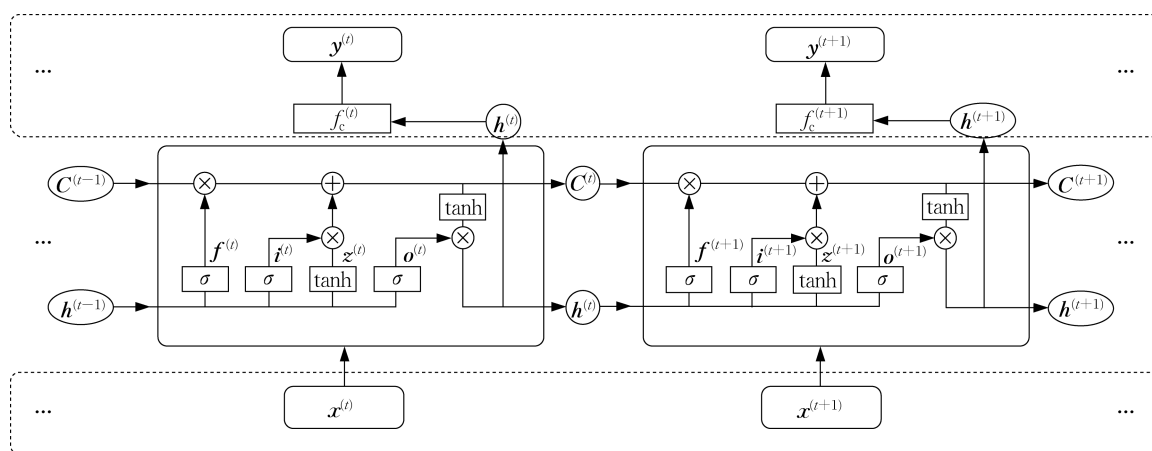 y^(t) y^(t+1)
... ...
f_c^(t) h^(t) f_c^(t+1) h^(t+1)
C^(t−1) × + C^(t) × + C^(t+1)
tanh tanh
... f^(t) i^(t) × z^(t) o^(t) × f^(t+1) i^(t+1) × z^(t+1) o^(t+1) × ...
σ σ tanh σ σ σ tanh σ
h^(t−1) h^(t) h^(t+1)
... x^(t) x^(t+1) ...